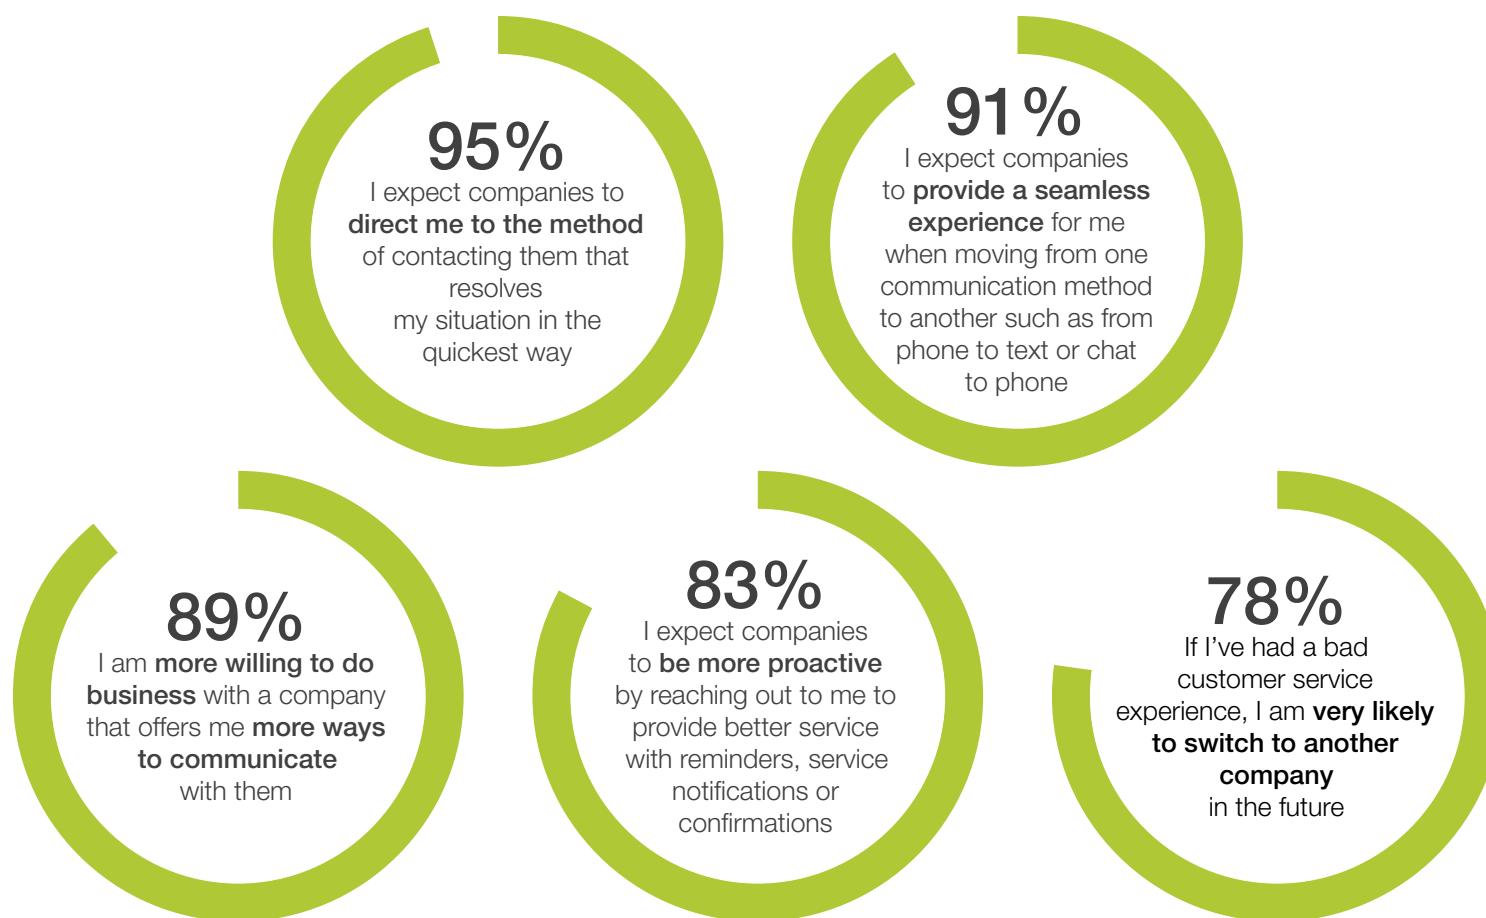 95%
I expect companies to
direct me to the method
of contacting them that
resolves
my situation in the
quickest way
91%
I expect companies
to provide a seamless
experience for me
when moving from one
communication method
to another such as from
phone to text or chat
to phone
89%
I am more willing to do
business with a company
that offers me more ways
to communicate
with them
83%
I expect companies
to be more proactive
by reaching out to me to
provide better service
with reminders, service
notifications or
confirmations
78%
If I’ve had a bad
customer service
experience, I am very likely
to switch to another
company
in the future